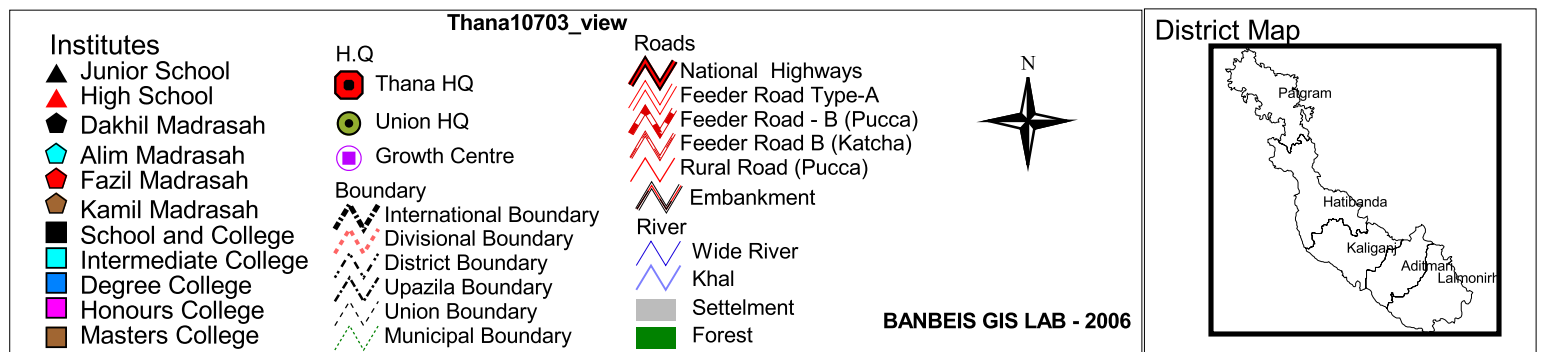 Thana10703_view
Institutes
Junior School
High School
Dakhil Madrasah
Alim Madrasah
Fazil Madrasah
Kamil Madrasah
School and College
Intermediate College
Degree College
Honours College
Masters College
H.Q
Thana HQ
Union HQ
Growth Centre
Boundary
International Boundary
Divisional Boundary
District Boundary
Upazila Boundary
Union Boundary
Municipal Boundary
Roads
National Highways
Feeder Road Type-A
Feeder Road - B (Pucca)
Feeder Road B (Katcha)
Rural Road (Pucca)
Embankment
River
Wide River
Khal
Settelment
Forest
N
BANBEIS GIS LAB - 2006
District Map
Patgram
Hatibanda
Kaliganj
Aditmari
Lalmonirh